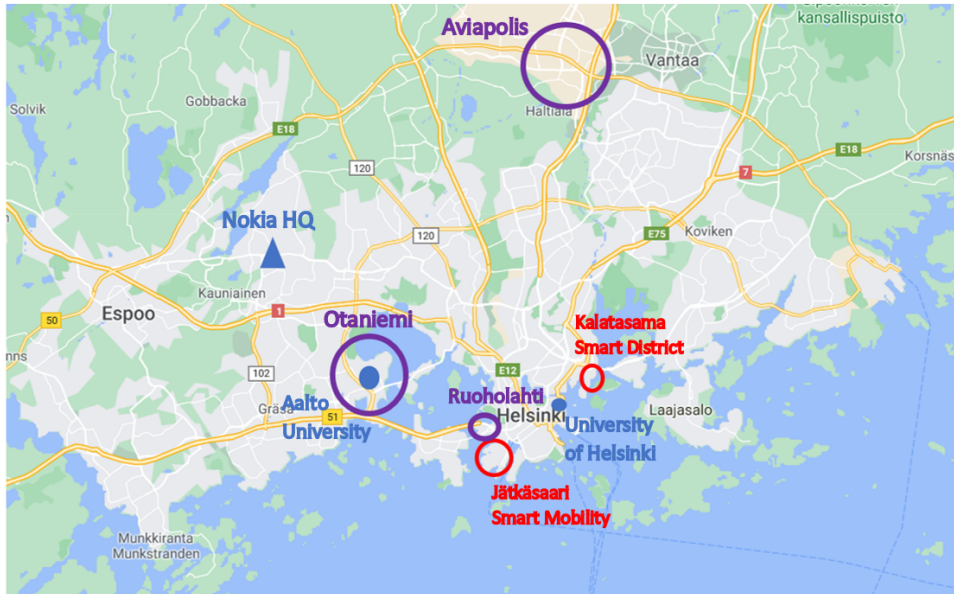 Sipoonkorven
kansallispuisto
Aviapolis
Vantaa
Solvik
Gobbacka
Haltiala
E18
E18
Korsnäs
120
7
Nokia HQ
120
E75
Koviken
Kauniainen
50
Espoo
1
Otaniemi
Kalatasama
Smart District
nns
102
E12
Ruoholahti
Aalto
University
Gräsa
51
Helsinki
Laajasalo
University
of Helsinki
Jätkäsaari
Smart Mobility
Munkkiranta
Munkstranden